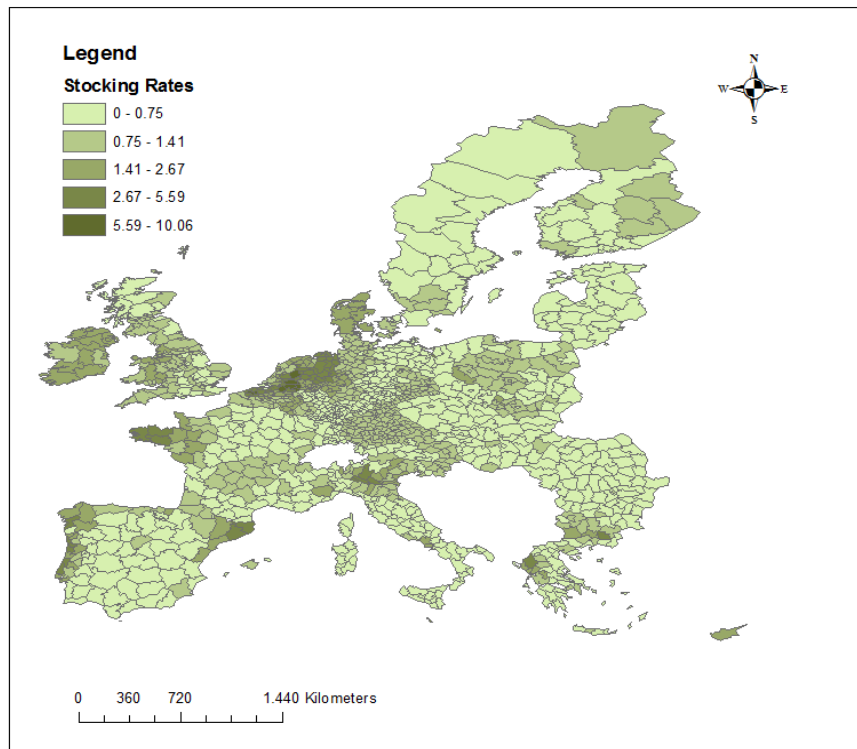 Legend
Stocking Rates
0 - 0.75
0.75 - 1.41
1.41 - 2.67
2.67 - 5.59
5.59 - 10.06
N
W E
S
0 360 720 1.440 Kilometers